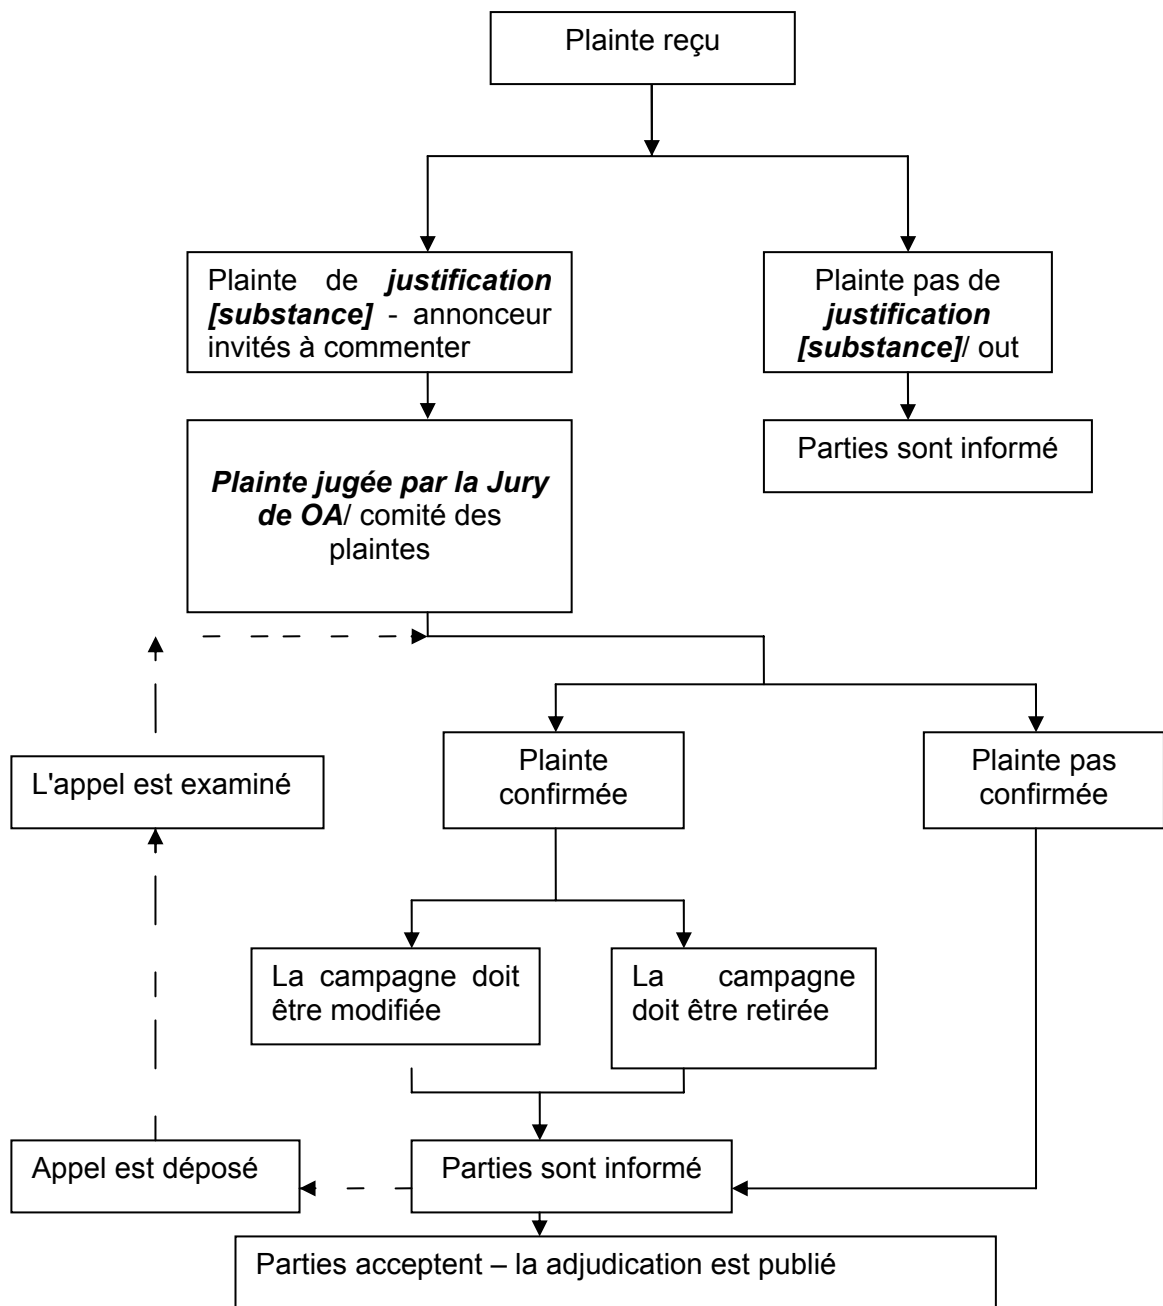 Plainte reçu
Plainte de justification
[substance] - annonceur
invités à commenter
Plainte pas de
justification
[substance]/ out
Parties sont informé
Plainte jugée par la Jury
de OA/ comité des
plaintes
L'appel est examiné
Plainte
confirmée
Plainte pas
confirmée
La campagne doit
être modifiée
La campagne
doit être retirée
Appel est déposé
Parties sont informé
Parties acceptent – la adjudication est publié